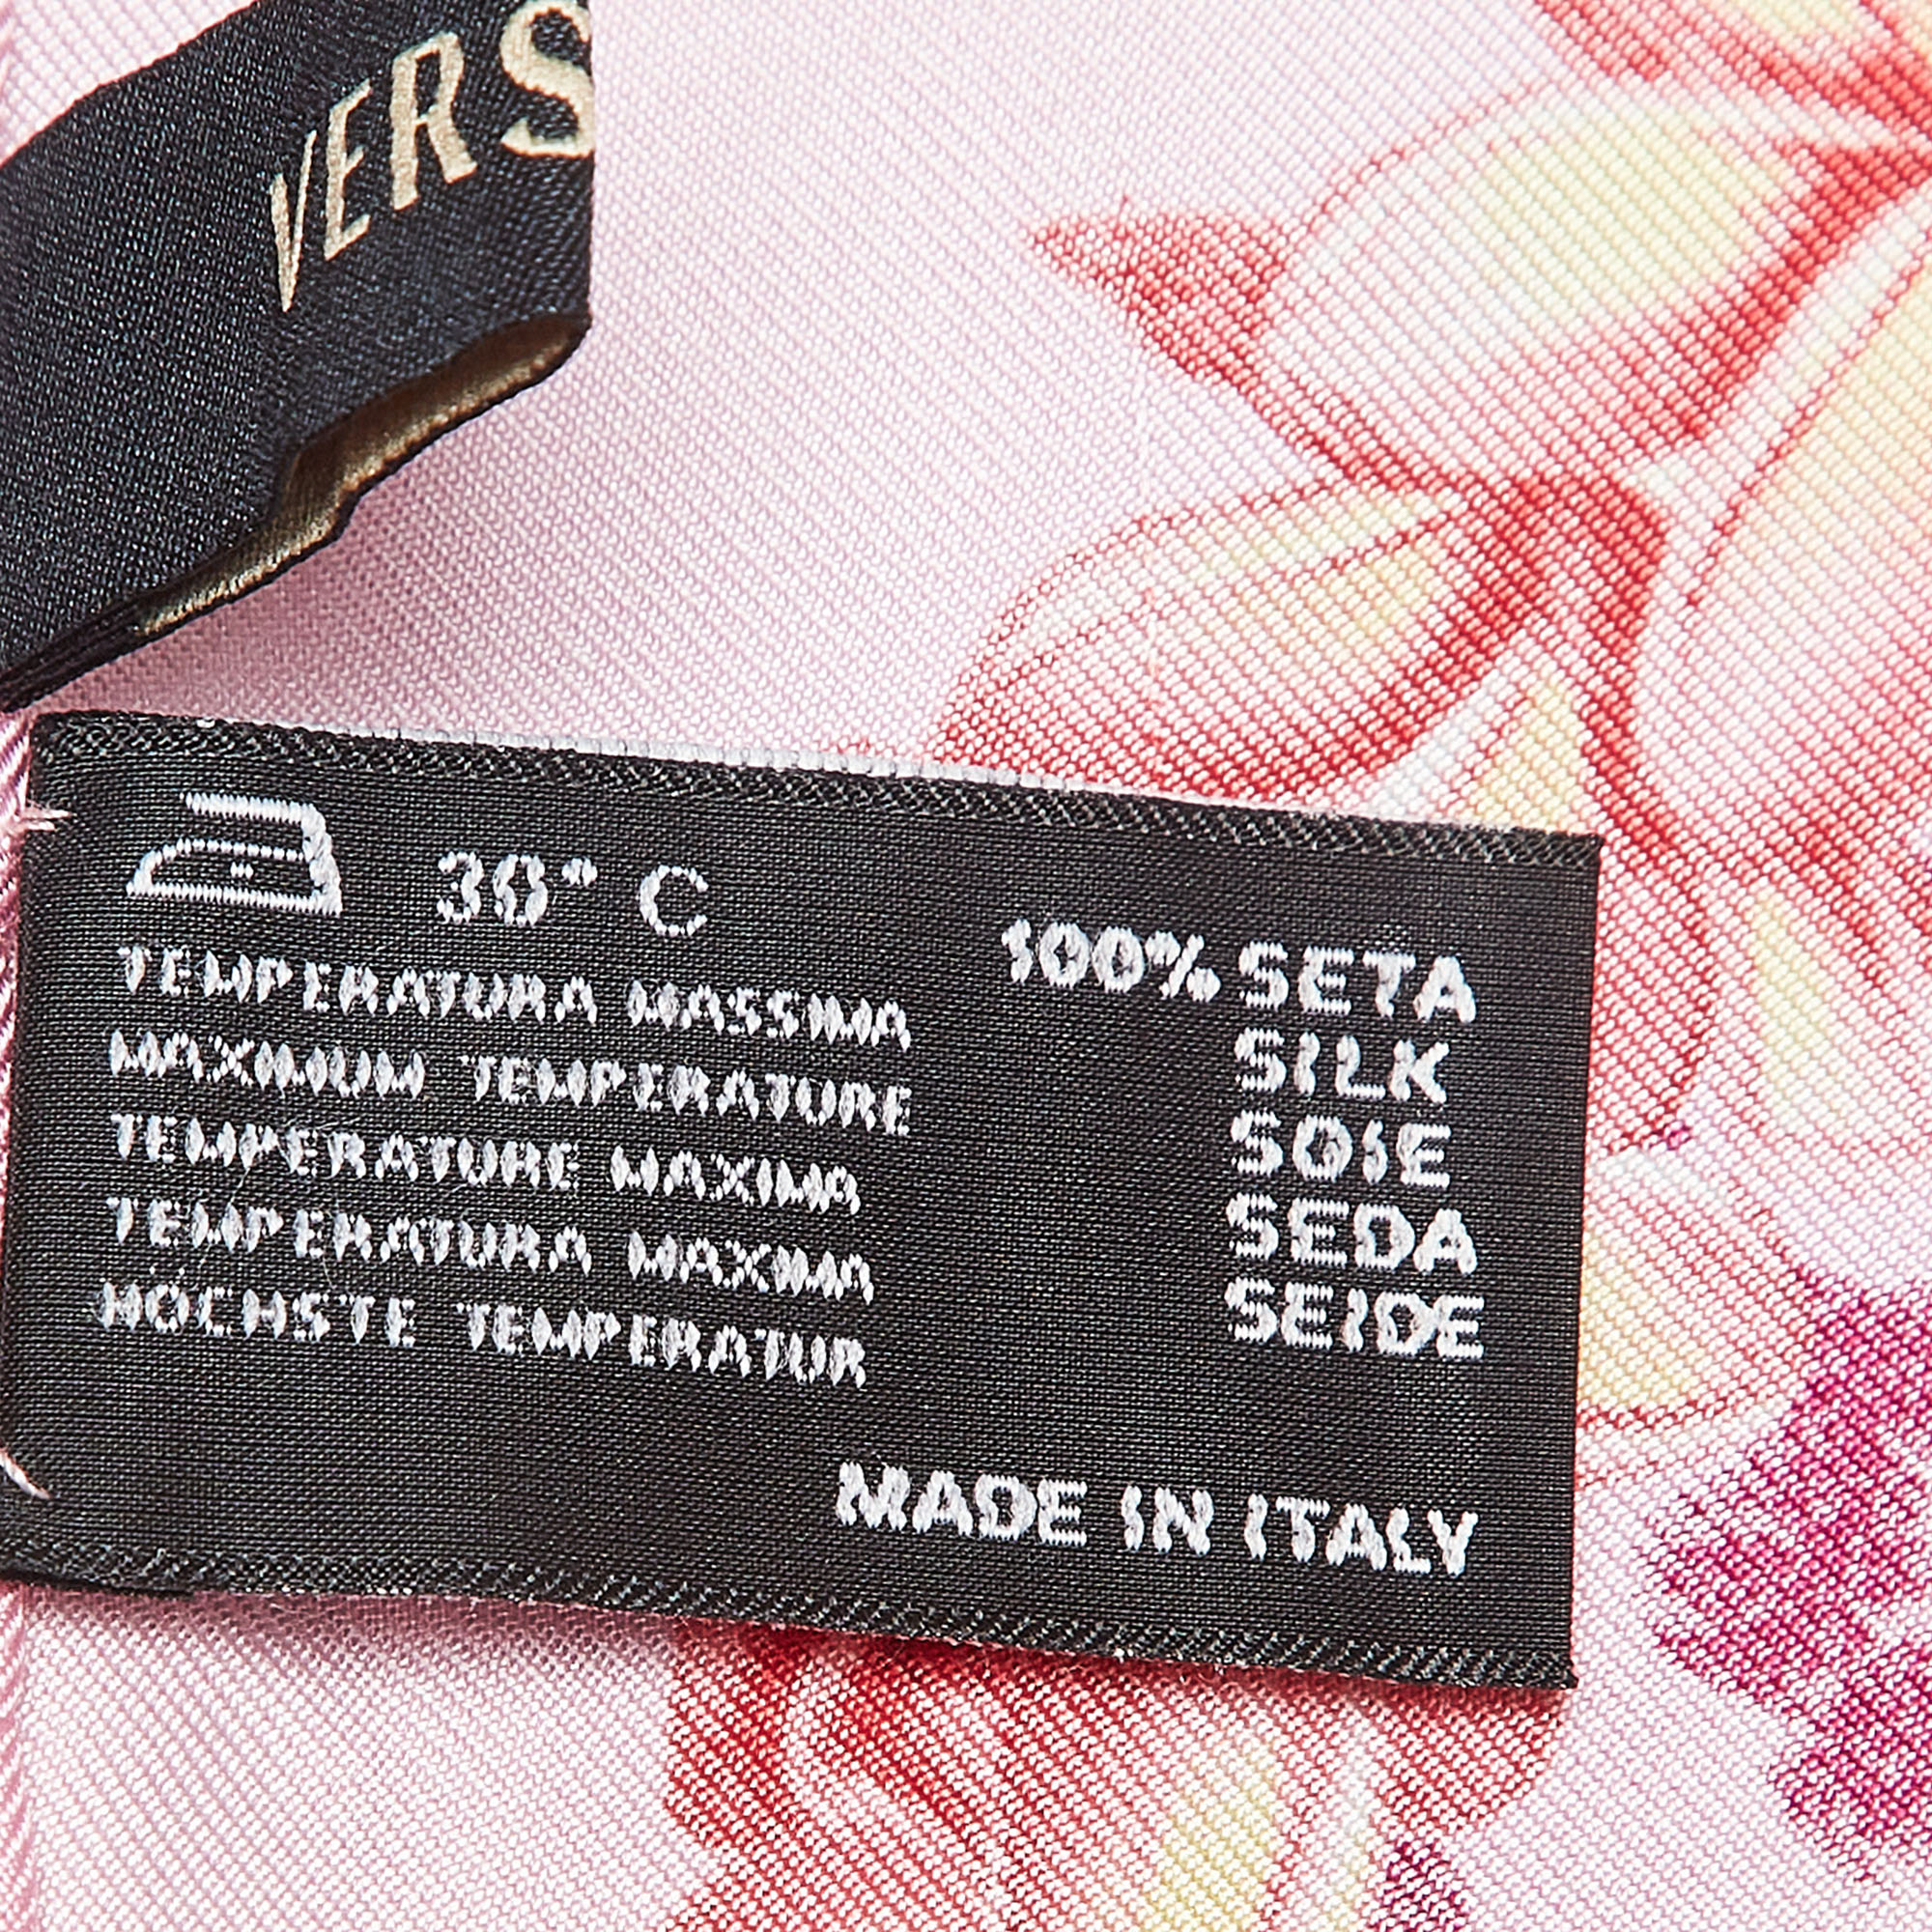 VERS
30° C
TEMPERATURA MASSIMA
MAXIMUM TEMPERATURE
TEMPERATURE MAXIMA
TEMPERATURA MAXIMA
HOCHSTE TEMPERATUR
100% SETA
SILK
SOIE
SEDA
SEIDE
MADE IN ITALY